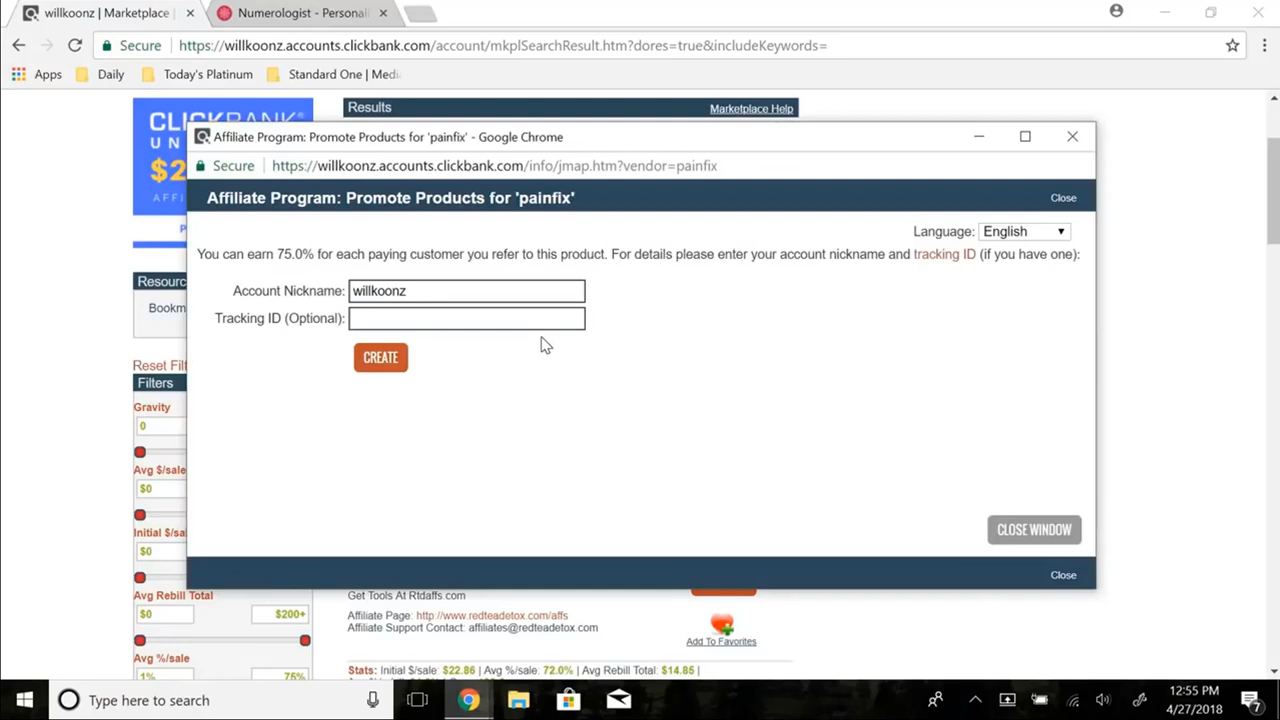 willkoonz | Marketplace
Numerologist - Personali
Secure
https://willkoonz.accounts.clickbank.com/account/mkplSearchResult.htm?dores=true&includeKeywords=
Apps
Daily
Today's Platinum
Standard One | Medi
Results
Marketplace Help
Affiliate Program: Promote Products for 'painfix' - Google Chrome
Secure
https://willkoonz.accounts.clickbank.com/info/jmap.htm?vendor=painfix
Affiliate Program: Promote Products for 'painfix'
Close
Language: English
You can earn 75.0% for each paying customer you refer to this product. For details please enter your account nickname and tracking ID (if you have one):
Account Nickname: willkoonz
Tracking ID (Optional):
CREATE
CLOSE WINDOW
Close
Resourc
Bookm
Reset Filt
Filters
Gravity
0
Avg $/sale
$0
Initial $/sa
$0
Avg Rebill Total
$0
$200+
Avg %/sale
1%
75%
Get Tools At Rtdaffs.com
Affiliate Page: http://www.redteadetox.com/affs
Affiliate Support Contact: affiliates@redteadetox.com
Add To Favorites
Stats: Initial $/sale: $22.86 | Avg %/sale: 72.0% | Avg Rebill Total: $14.85 |
Type here to search
12:55 PM
4/27/2018
7